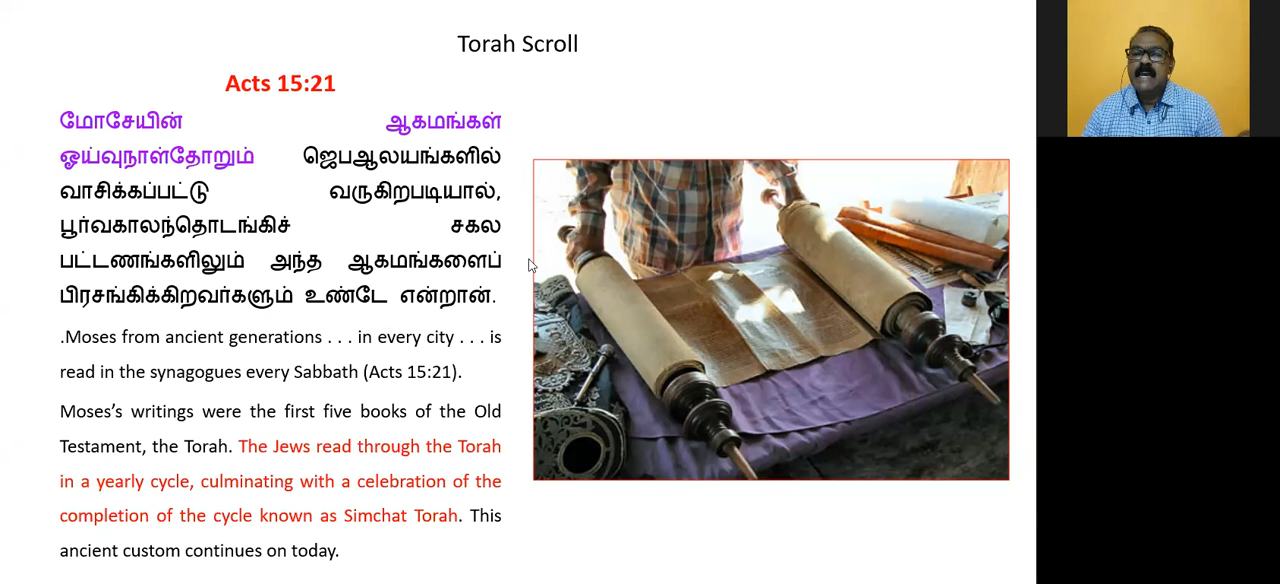 Torah Scroll
Acts 15:21
மோசேயின் ஆகமங்கள்
ஓய்வுநாள்தோறும் ஜெபஆலயங்களில்
வாசிக்கப்பட்டு வருகிறபடியால்,
பூர்வகாலந்தொடங்கிச் சகல
பட்டணங்களிலும் அந்த ஆகமங்களைப்
பிரசங்கிக்கிறவர்களும் உண்டே என்றான்.
.Moses from ancient generations . . . in every city . . . is
read in the synagogues every Sabbath (Acts 15:21).
Moses’s writings were the first five books of the Old
Testament, the Torah. The Jews read through the Torah
in a yearly cycle, culminating with a celebration of the
completion of the cycle known as Simchat Torah. This
ancient custom continues on today.